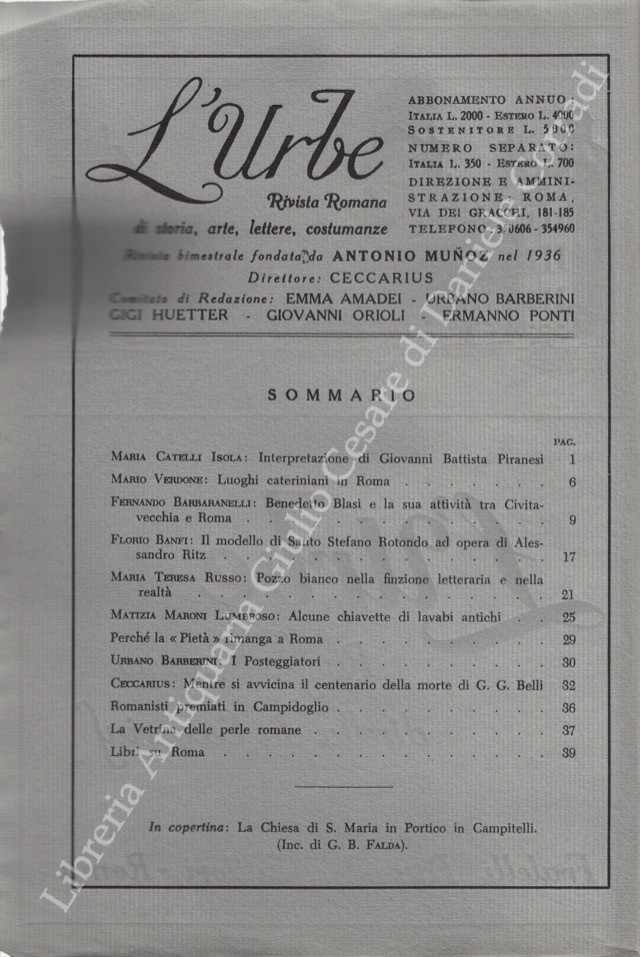 L'Urbe
Rivista Romana
di storia, arte, lettere, costumanze
ABBONAMENTO ANNUO:
ITALIA L. 2000 - ESTERO L. 4000
SOSTENITORE L. 5000
NUMERO SEPARATO:
ITALIA L. 350 - ESTERO L. 700
DIREZIONE E AMMINI-
STRAZIONE: ROMA,
VIA DEI GRACCHI, 181-185
TELEFONO: 350606 - 354960
Rivista bimestrale fondata da ANTONIO MUÑOZ nel 1936
Direttore: CECCARIUS
Comitato di Redazione: EMMA AMADEI - URBANO BARBERINI
GIGI HUETTER - GIOVANNI ORIOLI - ERMANNO PONTI
SOMMARIO
PAG.
MARIA CATELLI ISOLA: Interpretazione di Giovanni Battista Piranesi 1
MARIO VERDONE: Luoghi cateriniani in Roma . . . . . . 6
FERNANDO BARBARANELLI: Benedetto Blasi e la sua attività tra Civita-
vecchia e Roma . . . . . . . . . . . . 9
FLORIO BANFI: Il modello di Santo Stefano Rotondo ad opera di Ales-
sandro Ritz . . . . . . . . . . . . . 17
MARIA TERESA RUSSO: Pozzo bianco nella finzione letteraria e nella
realtà . . . . . . . . . . . . . . 21
MATIZIA MARONI LUMBROSO: Alcune chiavette di lavabi antichi . . 25
Perché la « Pietà » rimanga a Roma . . . . . . . . 29
URBANO BARBERINI: I Posteggiatori . . . . . . . . 30
CECCARIUS: Mentre si avvicina il centenario della morte di G. G. Belli 32
Romanisti premiati in Campidoglio . . . . . . . . 36
La Vetrina delle perle romane . . . . . . . . . 37
Libri su Roma . . . . . . . . . . . . 39
In copertina: La Chiesa di S. Maria in Portico in Campitelli.
(Inc. di G. B. FALDA).
Libreria Antiquaria Giulio Cesare di Daniele Corradi